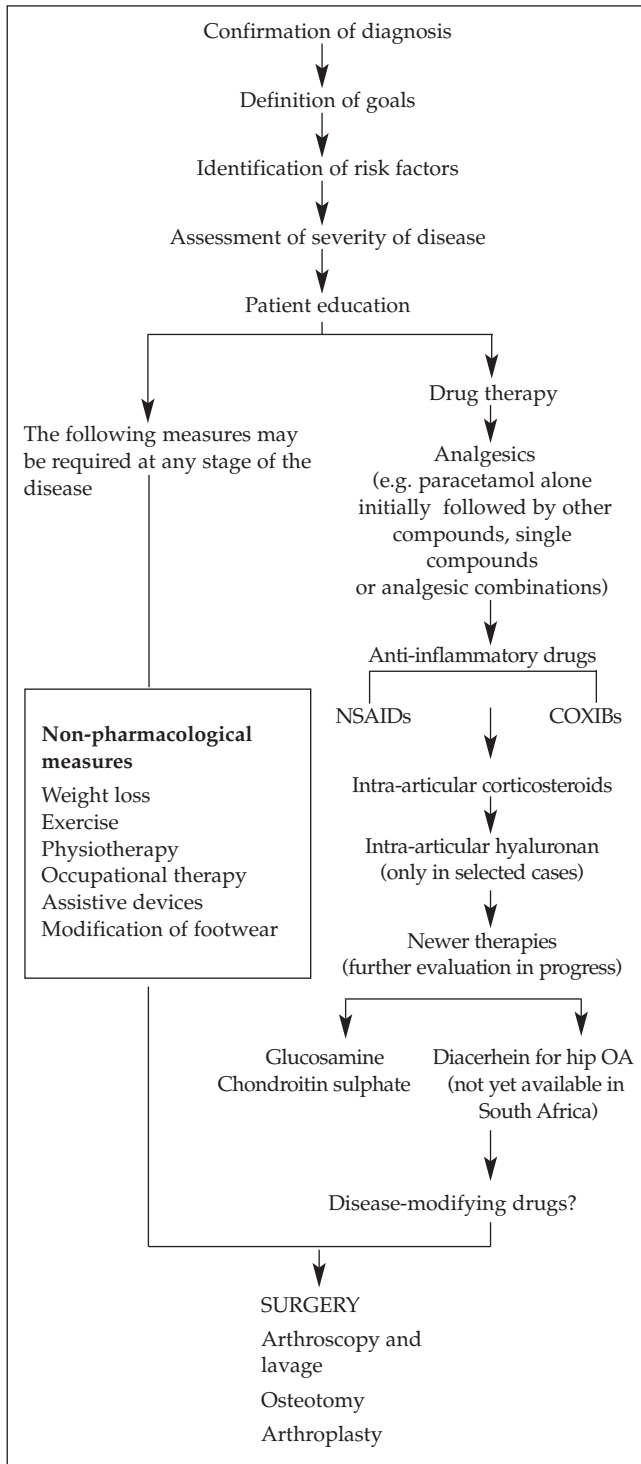 Confirmation of diagnosis
Definition of goals
Identification of risk factors
Assessment of severity of disease
Patient education
The following measures may
be required at any stage of the
disease
Non-pharmacological
measures
Weight loss
Exercise
Physiotherapy
Occupational therapy
Assistive devices
Modification of footwear
Drug therapy
Analgesics
(e.g. paracetamol alone
initially followed by other
compounds, single
compounds
or analgesic combinations)
Anti-inflammatory drugs
NSAIDs
COXIBs
Intra-articular corticosteroids
Intra-articular hyaluronan
(only in selected cases)
Newer therapies
(further evaluation in progress)
Glucosamine
Chondroitin sulphate
Diacerhein for hip OA
(not yet available in
South Africa)
Disease-modifying drugs?
SURGERY
Arthroscopy and
lavage
Osteotomy
Arthroplasty